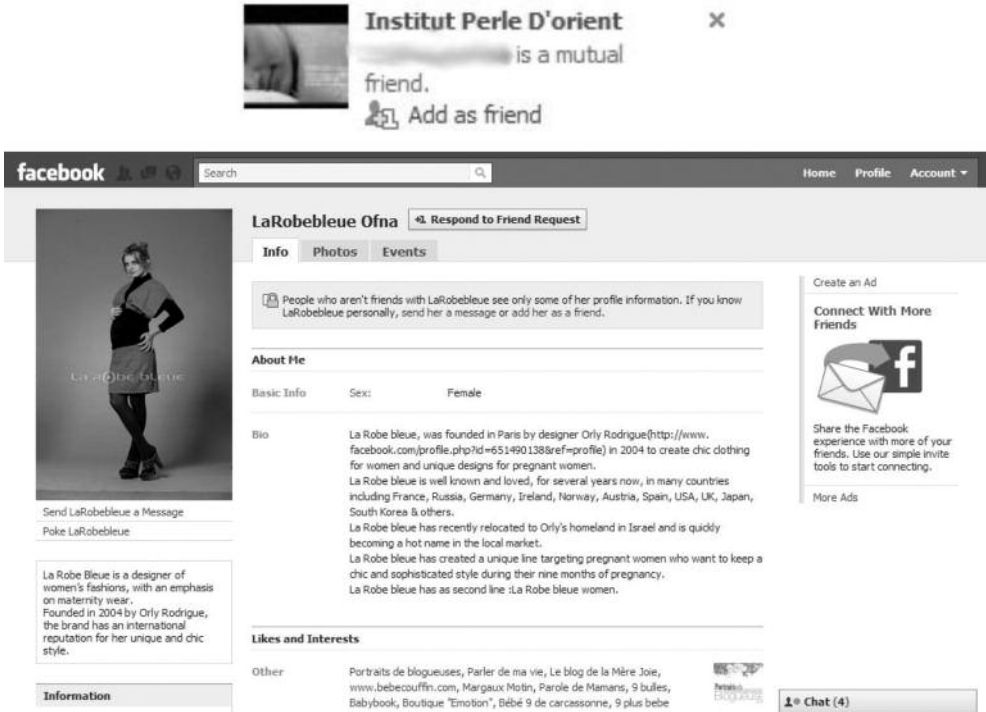 Institut Perle D'orient
is a mutual
friend.
Add as friend
facebook
Search
Home Profile Account
LaRobebleue Ofna
Respond to Friend Request
Info Photos Events
People who aren't friends with LaRobebleue see only some of her profile information. If you know
LaRobebleue personally, send her a message or add her as a friend.
About Me
Basic Info Sex: Female
Bio
La Robe bleue, was founded in Paris by designer Orly Rodrigue(http://www.
facebook.com/profile.php?id=651490138&ref=profile) in 2004 to create chic clothing
for women and unique designs for pregnant women.
La Robe bleue is well known and loved, for several years now, in many countries
including France, Russia, Germany, Ireland, Norway, Austria, Spain, USA, UK, Japan,
South Korea & others.
La Robe bleue has recently relocated to Orly's homeland in Israel and is quickly
becoming a hot name in the local market.
La Robe bleue has created a unique line targeting pregnant women who want to keep a
chic and sophisticated style during their nine months of pregnancy.
La Robe bleue has as second line :La Robe bleue women.
Likes and Interests
Other
Portraits de blogueuses, Parler de ma vie, Le blog de la Mère Joie,
www.bebecouffin.com, Margaux Motin, Parole de Mamans, 9 bulles,
Babybook, Boutique "Emotion", Bébé 9 de carcassonne, 9 plus bebe
Send LaRobebleue a Message
Poke LaRobebleue
La Robe Bleue is a designer of
women's fashions, with an emphasis
on maternity wear.
Founded in 2004 by Orly Rodrigue,
the brand has an international
reputation for her unique and chic
style.
Information
Create an Ad
Connect With More
Friends
Share the Facebook
experience with more of your
friends. Use our simple invite
tools to start connecting.
More Ads
Chat (4)